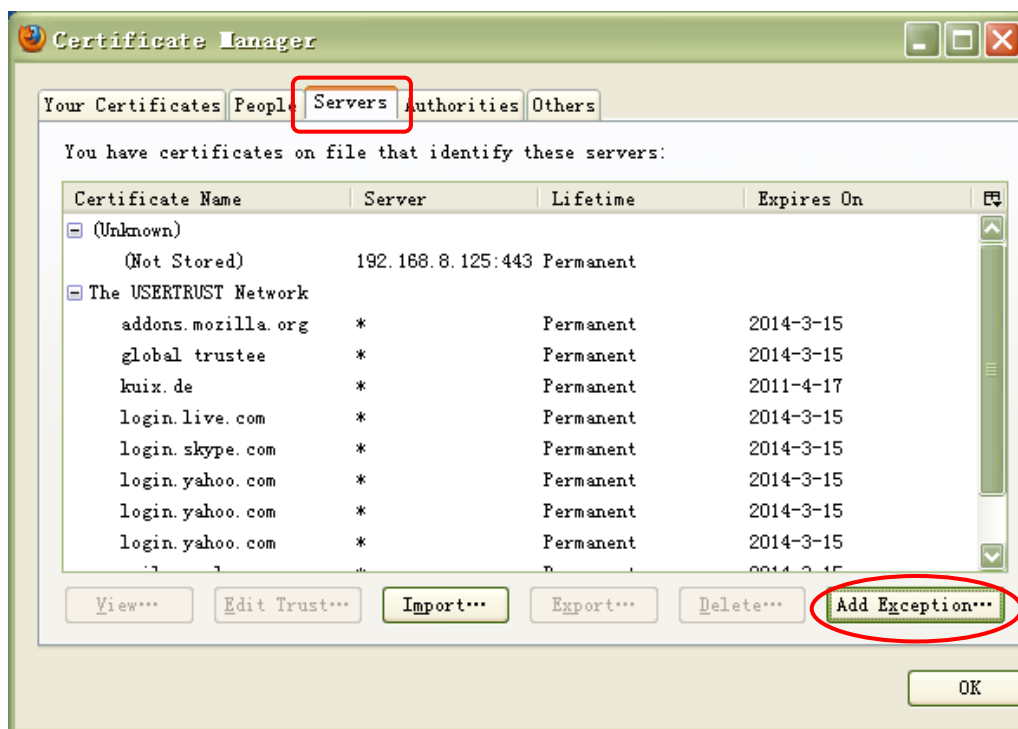 Certificate Manager
Your Certificates People Servers Authorities Others
You have certificates on file that identify these servers:
Certificate Name Server Lifetime Expires On
(Unknown)
(Not Stored) 192.168.8.125:443 Permanent
The USERTRUST Network
addons.mozilla.org * Permanent 2014-3-15
global trustee * Permanent 2014-3-15
kuix.de * Permanent 2011-4-17
login.live.com * Permanent 2014-3-15
login.skype.com * Permanent 2014-3-15
login.yahoo.com * Permanent 2014-3-15
login.yahoo.com * Permanent 2014-3-15
login.yahoo.com * Permanent 2014-3-15
View… Edit Trust… Import… Export… Delete… Add Exception…
OK